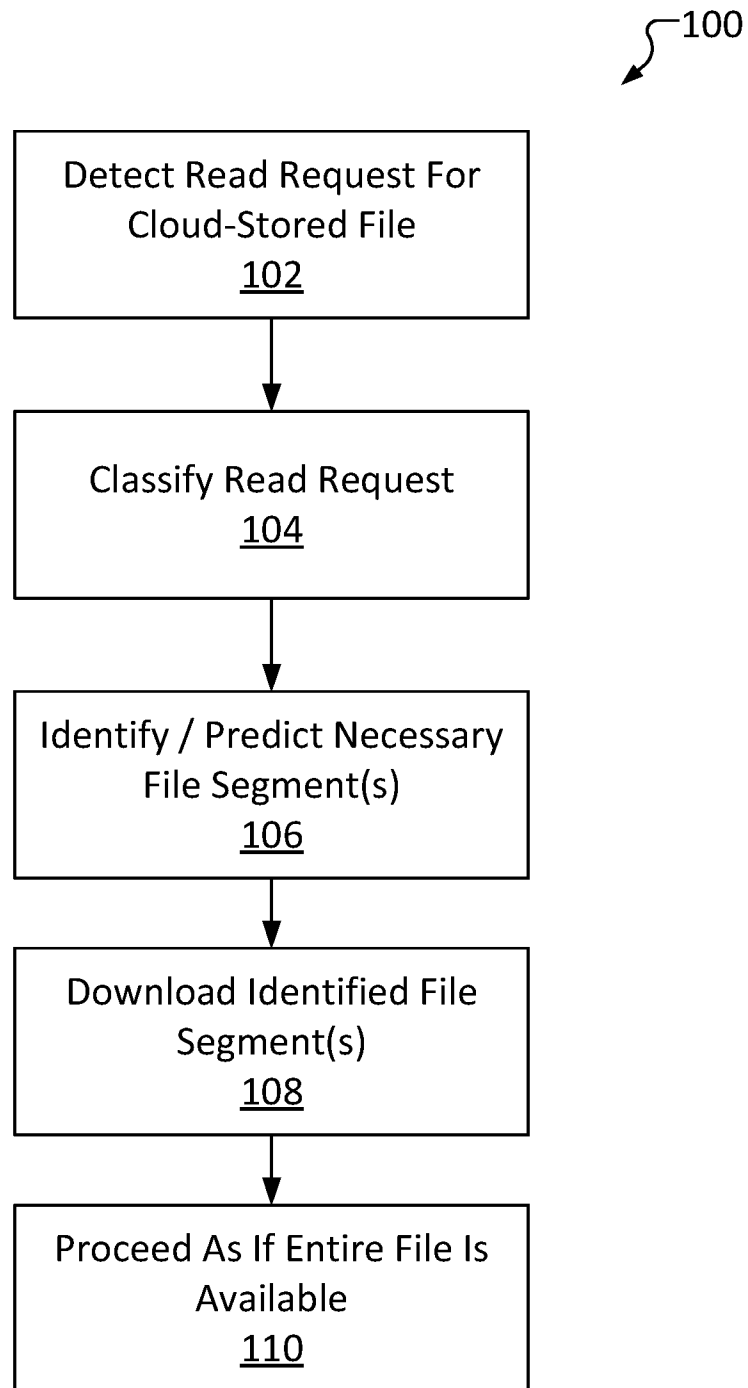 100
Detect Read Request For
Cloud-Stored File
102
Classify Read Request
104
Identify / Predict Necessary
File Segment(s)
106
Download Identified File
Segment(s)
108
Proceed As If Entire File Is
Available
110